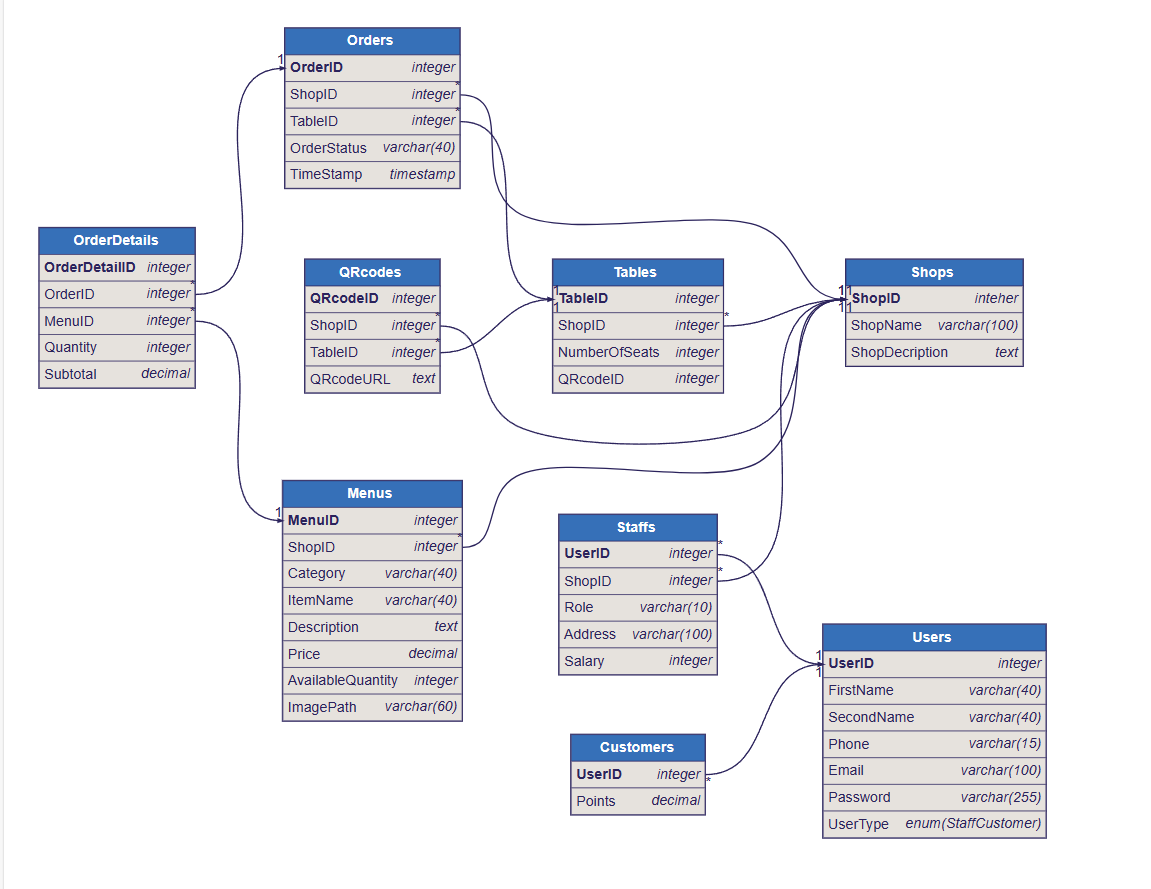 Orders
OrderID integer
ShopID integer
TableID integer
OrderStatus varchar(40)
TimeStamp timestamp
OrderDetails
OrderDetailID integer
OrderID integer
MenuID integer
Quantity integer
Subtotal decimal
QRcodes
QRcodeID integer
ShopID integer
TableID integer
QRcodeURL text
Tables
TableID integer
ShopID integer
NumberOfSeats integer
QRcodeID integer
Shops
ShopID inteher
ShopName varchar(100)
ShopDecription text
Menus
MenuID integer
ShopID integer
Category varchar(40)
ItemName varchar(40)
Description text
Price decimal
AvailableQuantity integer
ImagePath varchar(60)
Staffs
UserID integer
ShopID integer
Role varchar(10)
Address varchar(100)
Salary integer
Customers
UserID integer
Points decimal
Users
UserID integer
FirstName varchar(40)
SecondName varchar(40)
Phone varchar(15)
Email varchar(100)
Password varchar(255)
UserType enum(StaffCustomer)
1
*
*
*
*
1
*
*
1
1
*
1
1
1
1
*
*
*
1
1
*